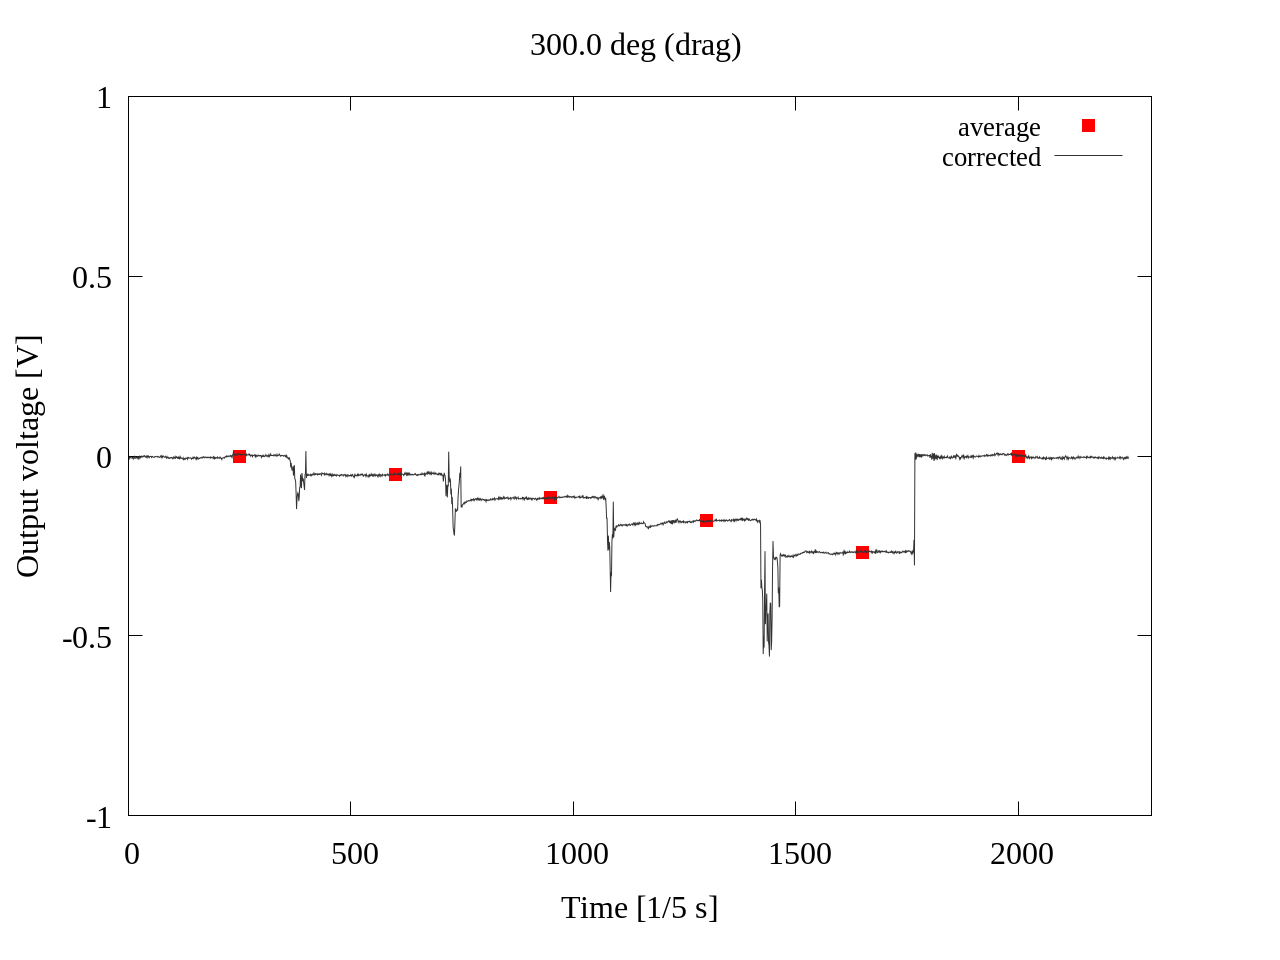 300.0 deg (drag)
average
corrected
1
0.5
0
-0.5
-1
Output voltage [V]
0 500 1000 1500 2000
Time [1/5 s]